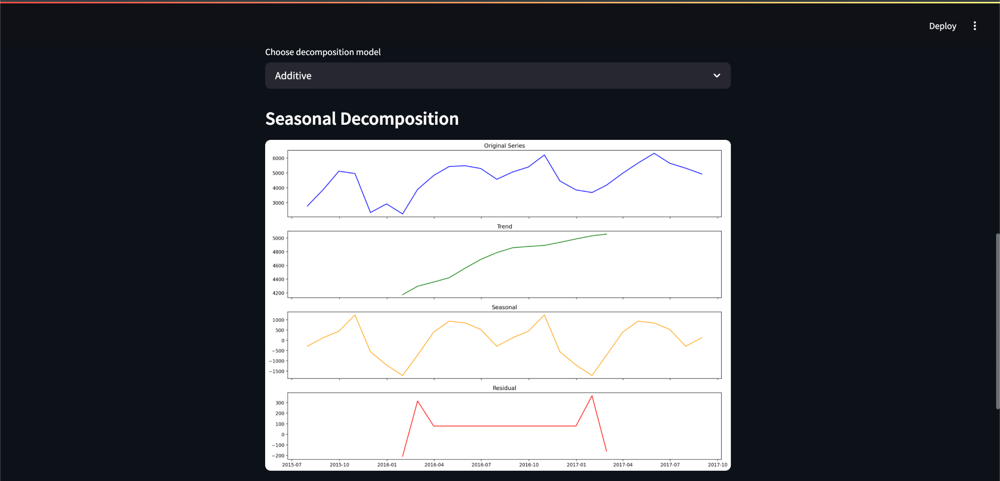 Deploy
Choose decomposition model
Additive
Seasonal Decomposition
Original Series
6000
5000
4000
3000
Trend
5000
4800
4600
4400
4200
Seasonal
1000
500
0
−500
−1000
−1500
Residual
300
200
100
0
−100
−200
2015-07 2015-10 2016-01 2016-04 2016-07 2016-10 2017-01 2017-04 2017-07 2017-10